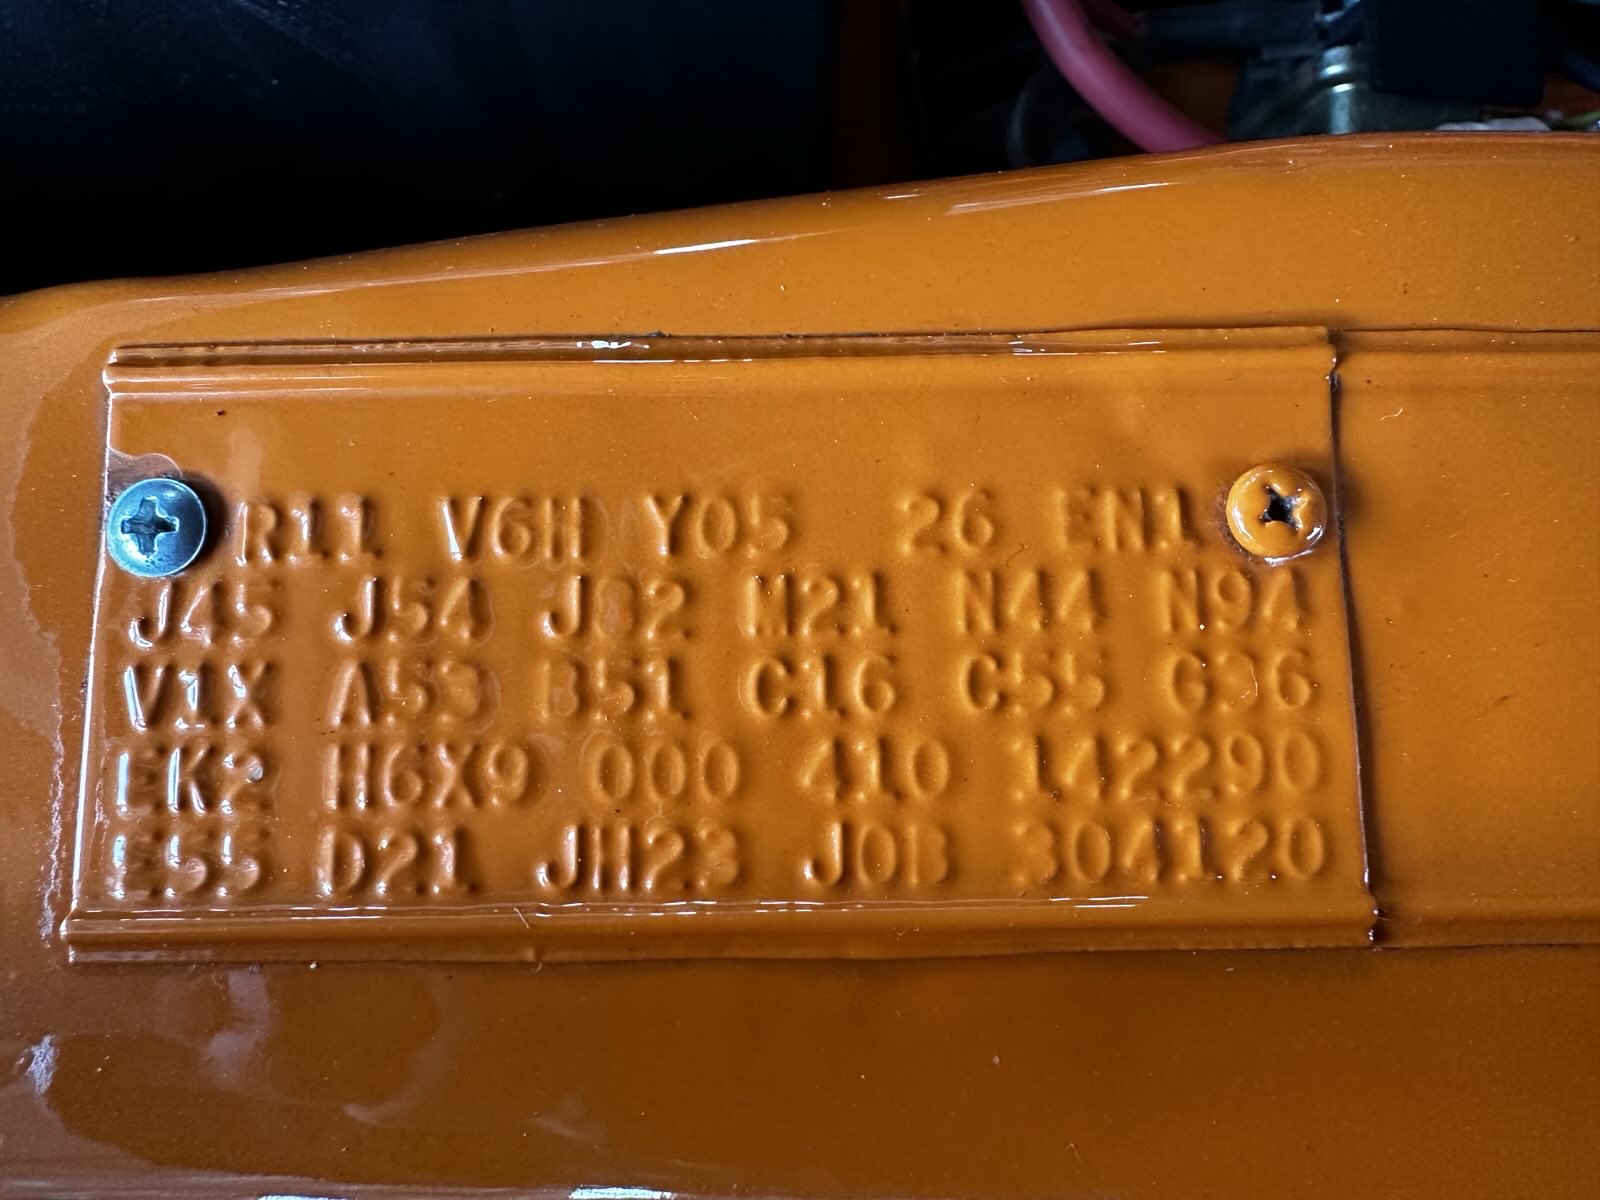 R11 V6H Y05 26 EN1
J45 J54 J82 M21 N44 N94
V1X A53 B51 C16 C55 G36
EK2 H6X9 000 410 142290
E55 D21 JH23 J0B 304120